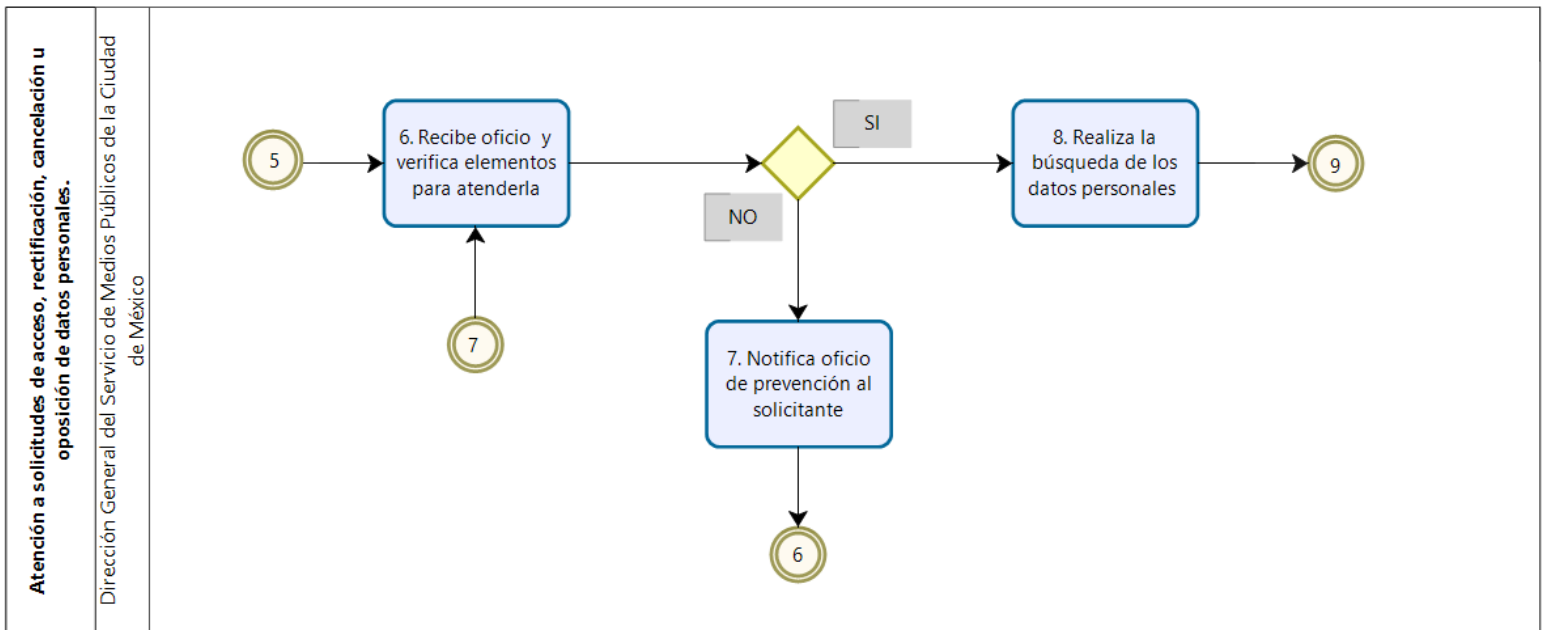 Atención a solicitudes de acceso, rectificación, cancelación u
oposición de datos personales.
Dirección General del Servicio de Medios Públicos de la Ciudad
de México
5
6. Recibe oficio y
verifica elementos
para atenderla
SI
8. Realiza la
búsqueda de los
datos personales
9
NO
7
7. Notifica oficio
de prevención al
solicitante
6